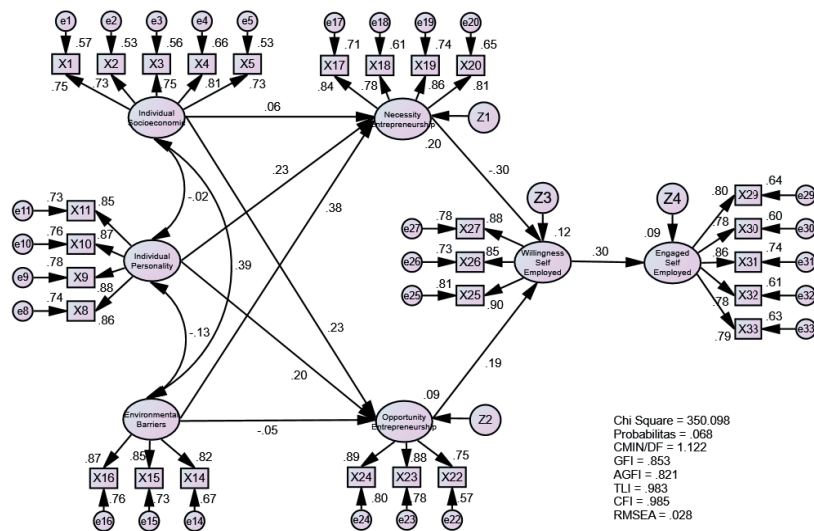 e1 e2 e3 e4 e5
.57 .53 .56 .66 .53
X1 X2 X3 X4 X5
.75 .73 .75 .81 .73
e17 e18 e19 e20
.71 .61 .74 .65
X17 X18 X19 X20
.84 .78 .86 .81
Individual
Socioeconomic
.06
Necessity
Entrepreneurship
Z1
.20
.23
-.30
-.02
.38
e11 .73 X11 .85
e10 .76 X10 .87
e9 .78 X9 .88
e8 .74 X8 .86
Individual
Personality
.39
Z3
.12
e27 .78 X27 .88
e26 .73 X26 .85
e25 .81 X25 .90
Willingness
Self
Employed
.30
Z4
.09
Engaged
Self
Employed
.80 X29 .64 e29
.78 X30 .60 e30
.86 X31 .74 e31
.78 X32 .61 e32
.79 X33 .63 e33
-.13
.23
.20
.19
Environmental
Barriers
-.05
.09
Opportunity
Entrepreneurship
Z2
.87 .85 .82
X16 X15 X14
.76 .73 .67
e16 e15 e14
.89 .88 .75
X24 X23 X22
.80 .78 .57
e24 e23 e22
Chi Square = 350.098
Probabilitas = .068
CMIN/DF = 1.122
GFI = .853
AGFI = .821
TLI = .983
CFI = .985
RMSEA = .028